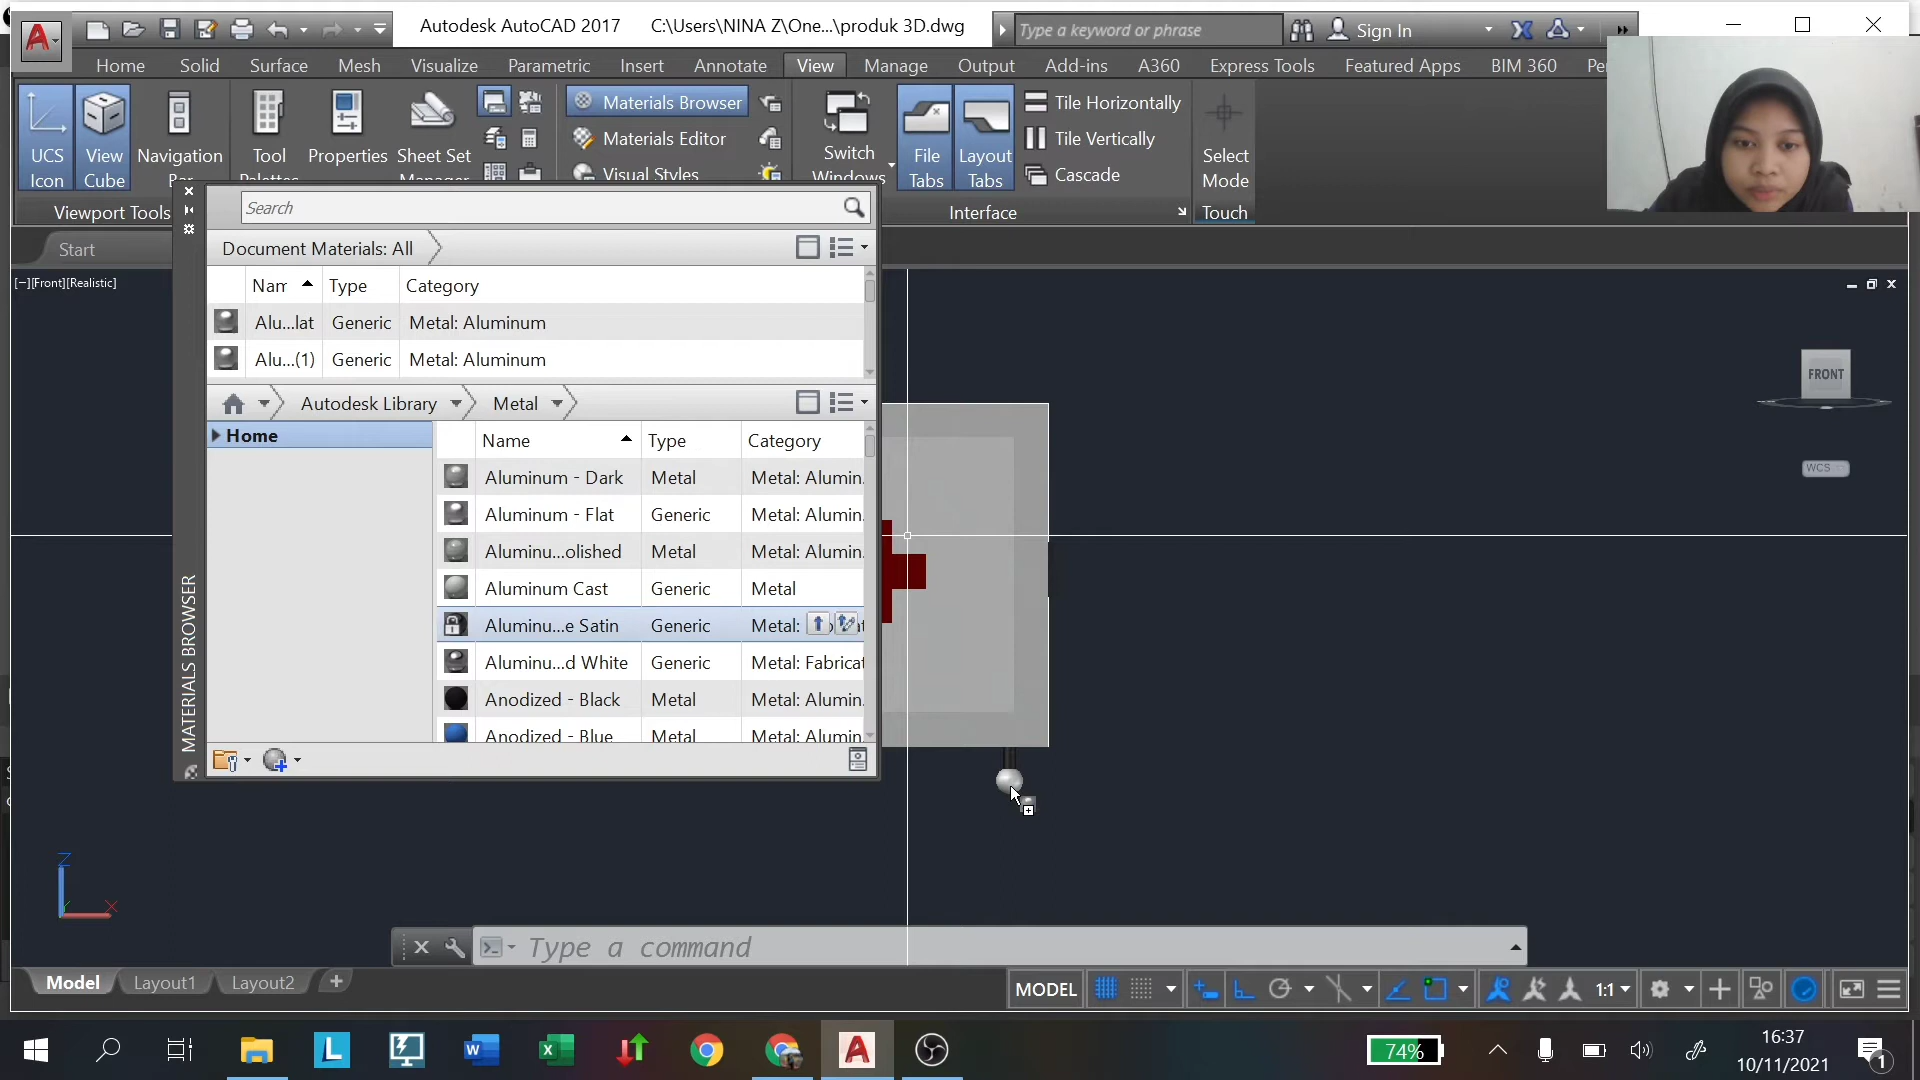 Autodesk AutoCAD 2017 C:\Users\NINA Z\One...\produk 3D.dwg
Type a keyword or phrase
Sign In
Home Solid Surface Mesh Visualize Parametric Insert Annotate View Manage Output Add-ins A360 Express Tools Featured Apps BIM 360
UCS Icon
View Cube
Navigation
Tool
Properties
Sheet Set
Materials Browser
Materials Editor
Visual Styles
Switch Windows
File Tabs
Layout Tabs
Tile Horizontally
Tile Vertically
Cascade
Select Mode
Viewport Tools
Interface
Touch
Start
[−][Front][Realistic]
Search
Document Materials: All
Type Category
Alu...lat Generic Metal: Aluminum
Alu...(1) Generic Metal: Aluminum
Autodesk Library Metal
Home
Name Type Category
Aluminum - Dark Metal Metal: Alumin
Aluminum - Flat Generic Metal: Alumin
Aluminu...olished Metal Metal: Alumin
Aluminum Cast Generic Metal
Aluminu...e Satin Generic Metal:
Aluminu...d White Generic Metal: Fabricat
Anodized - Black Metal Metal: Alumin
Anodized - Blue Metal Metal: Alumin
MATERIALS BROWSER
FRONT
WCS
Z
X
Type a command
Model Layout1 Layout2
MODEL
1:1
74%
16:37
10/11/2021
1